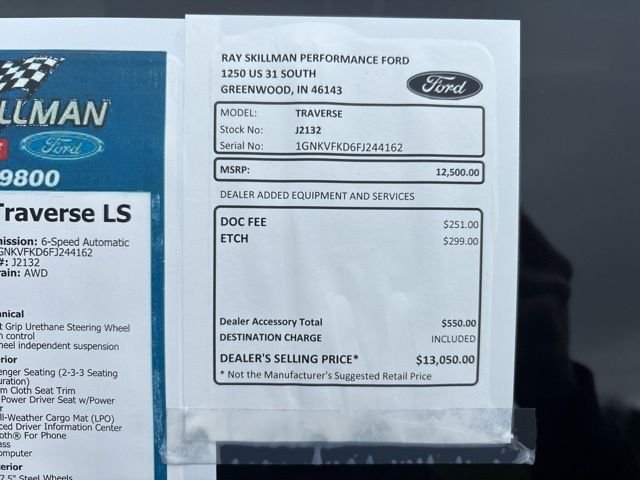 LLMAN
Ford
9800
Traverse LS
mission: 6-Speed Automatic
GNKVFKD6FJ244162
#: J2132
rain: AWD
anical
t Grip Urethane Steering Wheel
n control
heel independent suspension
rior
enger Seating (2-3-3 Seating
uration)
m Cloth Seat Trim
Power Driver Seat w/Power
r
ll-Weather Cargo Mat (LPO)
ced Driver Information Center
oth® For Phone
ass
omputer
terior
7.5" Steel Wheels
RAY SKILLMAN PERFORMANCE FORD
1250 US 31 SOUTH
GREENWOOD, IN 46143
Ford
MODEL: TRAVERSE
Stock No: J2132
Serial No: 1GNKVFKD6FJ244162
MSRP: 12,500.00
DEALER ADDED EQUIPMENT AND SERVICES
DOC FEE $251.00
ETCH $299.00
Dealer Accessory Total $550.00
DESTINATION CHARGE INCLUDED
DEALER'S SELLING PRICE* $13,050.00
* Not the Manufacturer's Suggested Retail Price